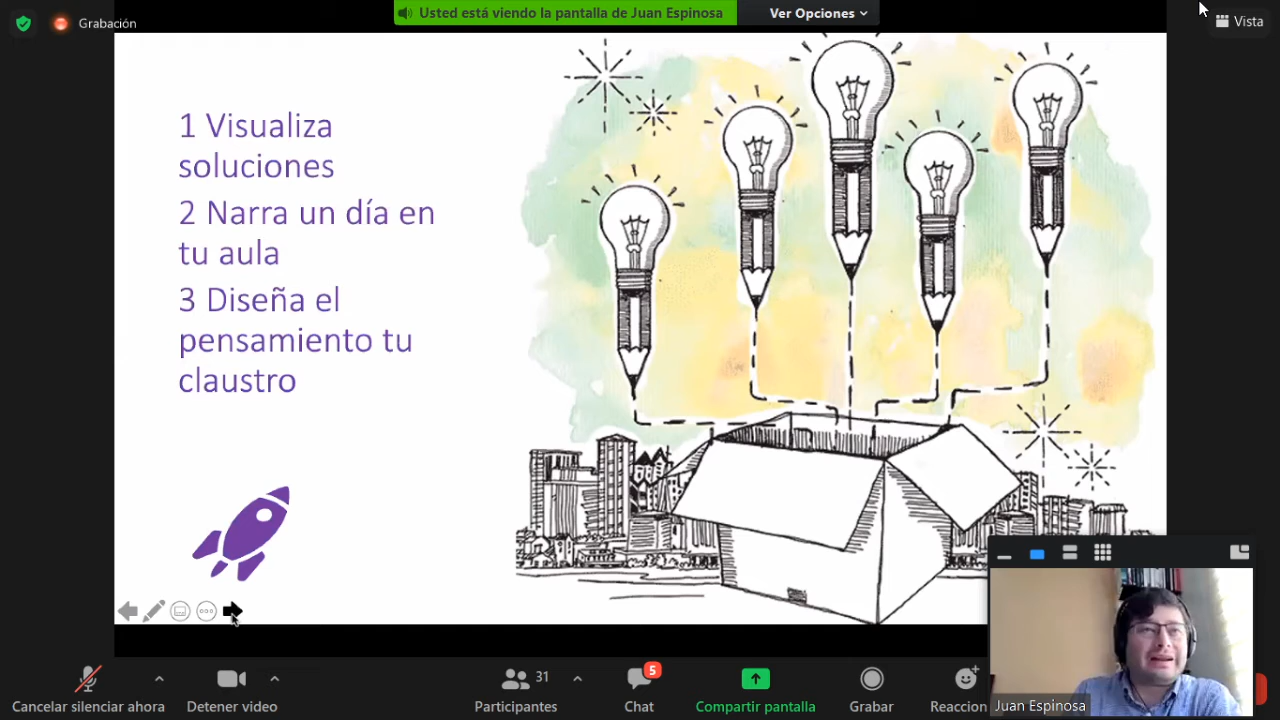 Grabación
Usted está viendo la pantalla de Juan Espinosa
Ver Opciones
Vista
1 Visualiza
soluciones
2 Narra un día en
tu aula
3 Diseña el
pensamiento tu
claustro
Juan Espinosa
Cancelar silenciar ahora
Detener video
31
Participantes
5
Chat
Compartir pantalla
Grabar
Reaccion